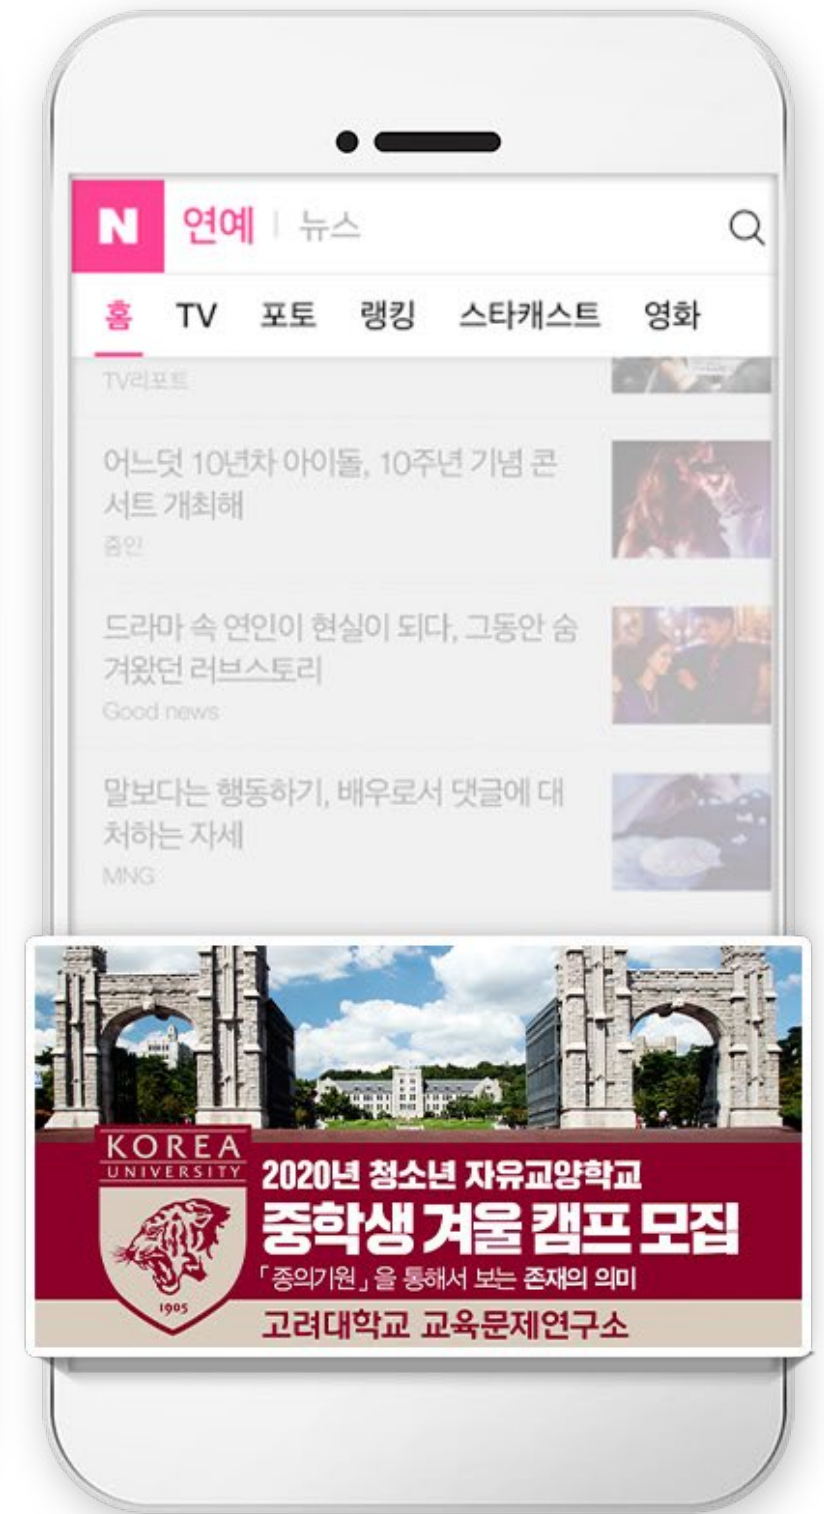 N 연예 | 뉴스
홈 TV 포토 랭킹 스타캐스트 영화
TV리포트
어느덧 10년차 아이돌, 10주년 기념 콘
서트 개최해
줌인
드라마 속 연인이 현실이 되다, 그동안 숨
겨왔던 러브스토리
Good news
말보다는 행동하기, 배우로서 댓글에 대
처하는 자세
MNG
KOREA
UNIVERSITY
1905
2020년 청소년 자유교양학교
중학생 겨울 캠프 모집
「종의기원」을 통해서 보는 존재의 의미
고려대학교 교육문제연구소